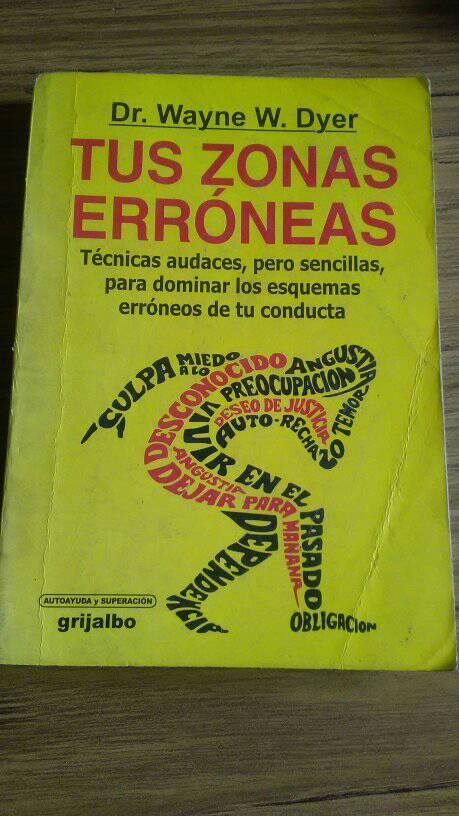 Dr. Wayne W. Dyer
TUS ZONAS
ERRÓNEAS
Técnicas audaces, pero sencillas,
para dominar los esquemas
erróneos de tu conducta
CULPA
MIEDO
A LO
DESCONOCIDO
ANGUSTIA
PREOCUPACION
TEMOR
DESEO DE JUSTICIA
AUTO-RECHAZO
VIVIR EN EL PASADO
ANGUSTIA
DEJAR PARA MAÑANA
DEPENDENCIA
OBLIGACION
AUTOAYUDA y SUPERACIÓN
grijalbo